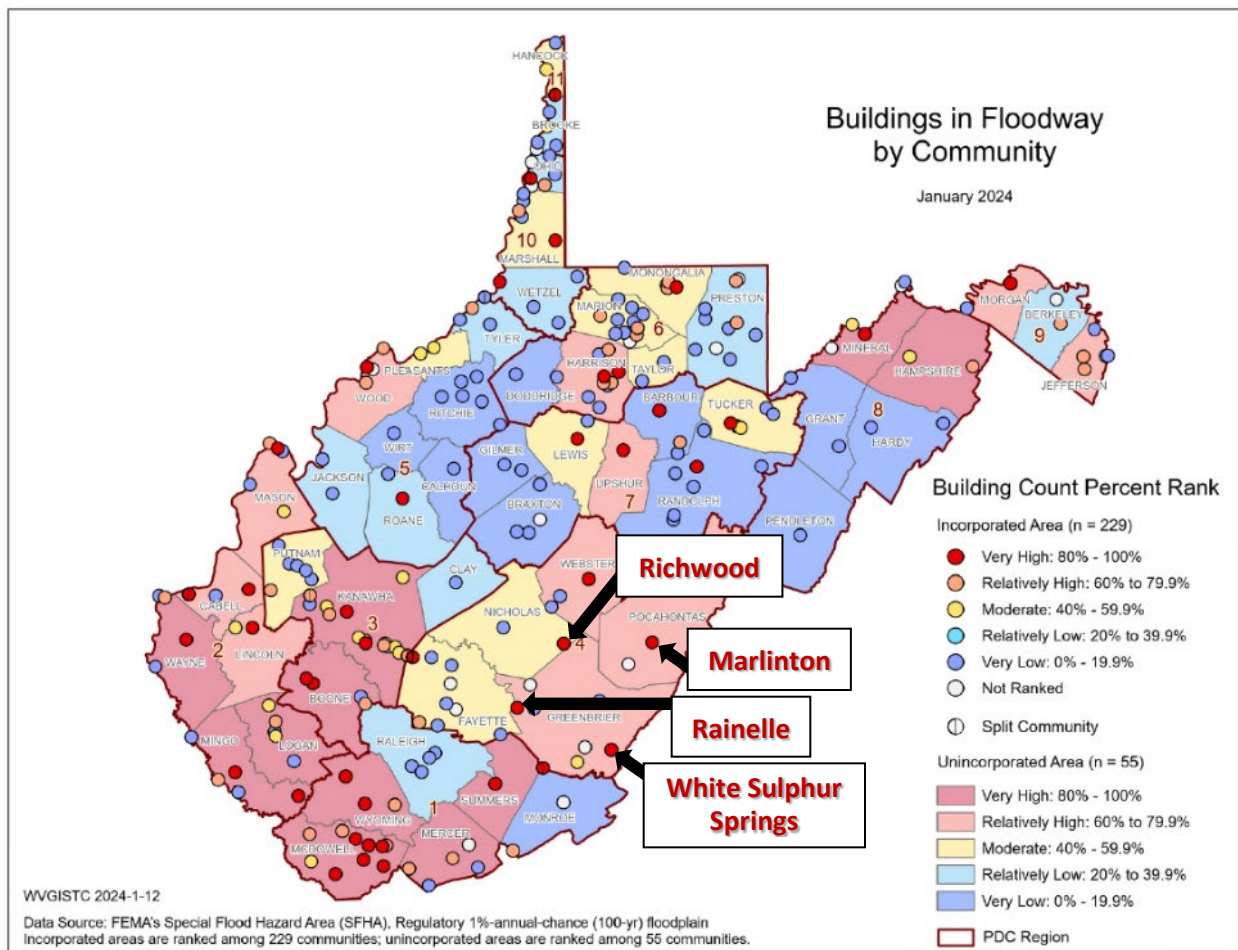 Buildings in Floodway
by Community
January 2024
HANCOCK
11
BROOKE
OHIO
10
MARSHALL
WETZEL
MONONGALIA
PRESTON
MARION
6
TYLER
MORGAN
BERKELEY
9
JEFFERSON
MINERAL
HAMPSHIRE
PLEASANTS
HARRISON
TAYLOR
WOOD
DODDRIDGE
RITCHIE
BARBOUR
TUCKER
GRANT
8
HARDY
WIRT
GILMER
LEWIS
5
JACKSON
CALHOUN
UPSHUR
7
RANDOLPH
ROANE
BRAXTON
PENDLETON
MASON
PUTNAM
CLAY
WEBSTER
Richwood
CABELL
KANAWHA
NICHOLAS
POCAHONTAS
3
4
2
LINCOLN
WAYNE
Marlinton
BOONE
FAYETTE
GREENBRIER
Rainelle
MINGO
LOGAN
RALEIGH
White Sulphur
Springs
WYOMING
1
SUMMERS
MONROE
MERCER
MCDOWELL
Building Count Percent Rank
Incorporated Area (n = 229)
Very High: 80% - 100%
Relatively High: 60% to 79.9%
Moderate: 40% - 59.9%
Relatively Low: 20% to 39.9%
Very Low: 0% - 19.9%
Not Ranked
Split Community
Unincorporated Area (n = 55)
Very High: 80% - 100%
Relatively High: 60% to 79.9%
Moderate: 40% - 59.9%
Relatively Low: 20% to 39.9%
Very Low: 0% - 19.9%
PDC Region
WVGISTC 2024-1-12
Data Source: FEMA's Special Flood Hazard Area (SFHA), Regulatory 1%-annual-chance (100-yr) floodplain
Incorporated areas are ranked among 229 communities; unincorporated areas are ranked among 55 communities.